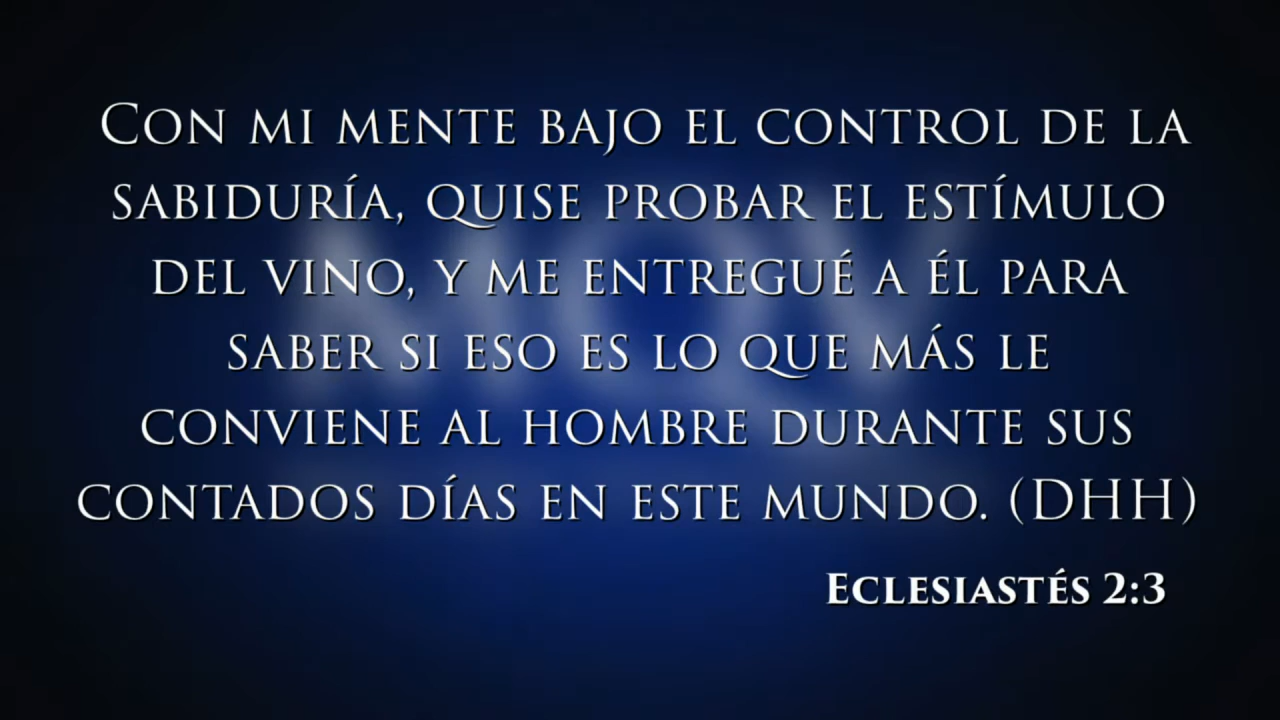 Con mi mente bajo el control de la
sabiduría, quise probar el estímulo
del vino, y me entregué a él para
saber si eso es lo que más le
conviene al hombre durante sus
contados días en este mundo. (DHH)
Eclesiastés 2:3